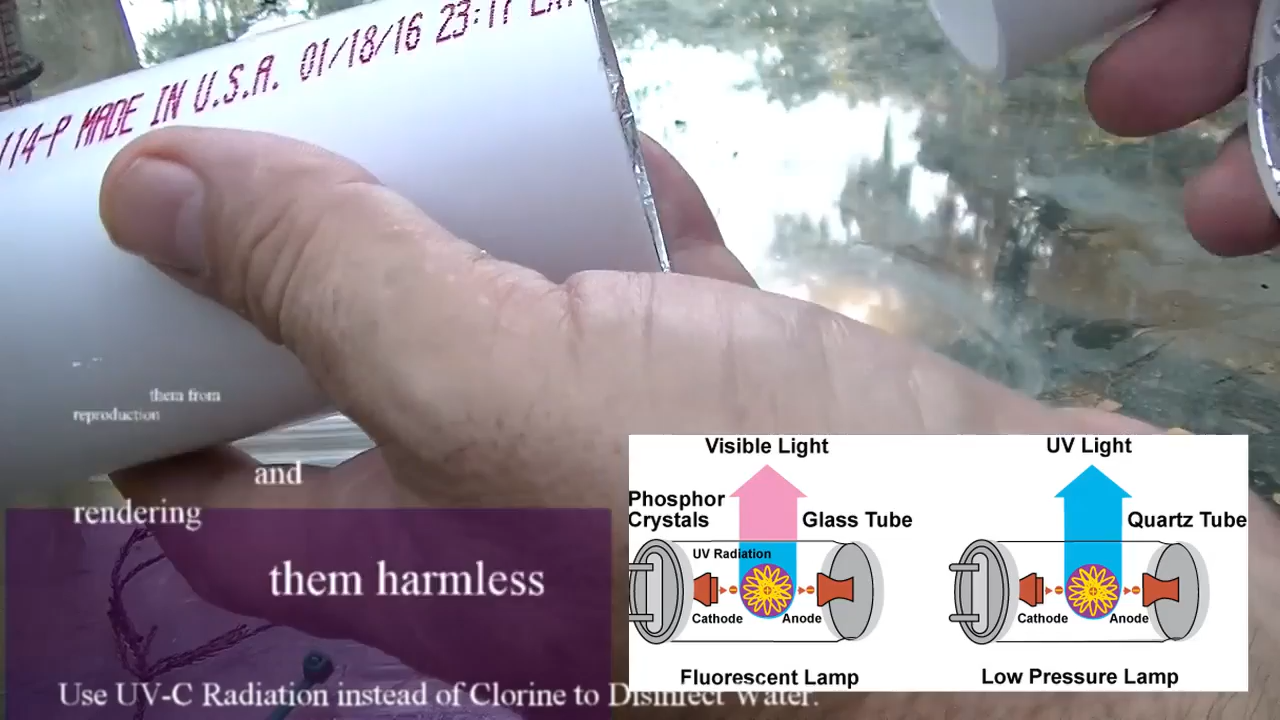 114-P MADE IN U.S.A. 01/18/16 23:17
them from
reproduction
and
rendering
them harmless
Use UV-C Radiation instead of Clorine to Disinfect Water.
Visible Light
Phosphor
Crystals
Glass Tube
UV Radiation
Cathode
Anode
Fluorescent Lamp
UV Light
Quartz Tube
Cathode
Anode
Low Pressure Lamp